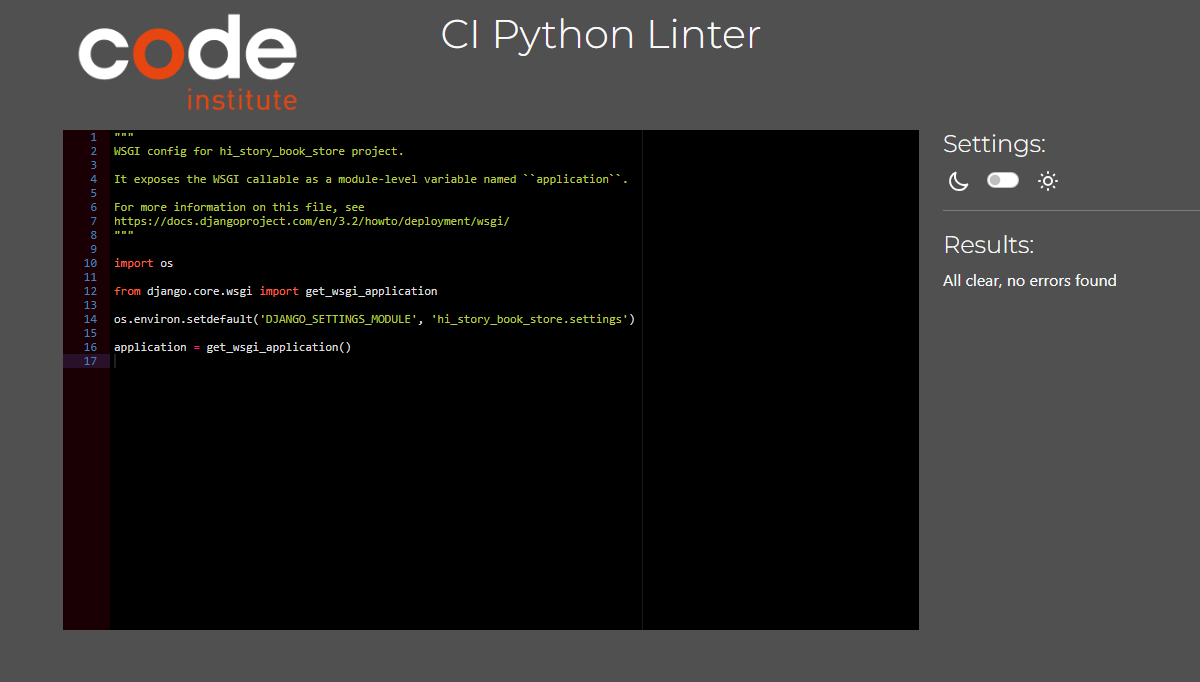 code
institute
CI Python Linter
1 """
2 WSGI config for hi_story_book_store project.
3
4 It exposes the WSGI callable as a module-level variable named ``application``.
5
6 For more information on this file, see
7 https://docs.djangoproject.com/en/3.2/howto/deployment/wsgi/
8 """
9
10 import os
11
12 from django.core.wsgi import get_wsgi_application
13
14 os.environ.setdefault('DJANGO_SETTINGS_MODULE', 'hi_story_book_store.settings')
15
16 application = get_wsgi_application()
17
Settings:
Results:
All clear, no errors found